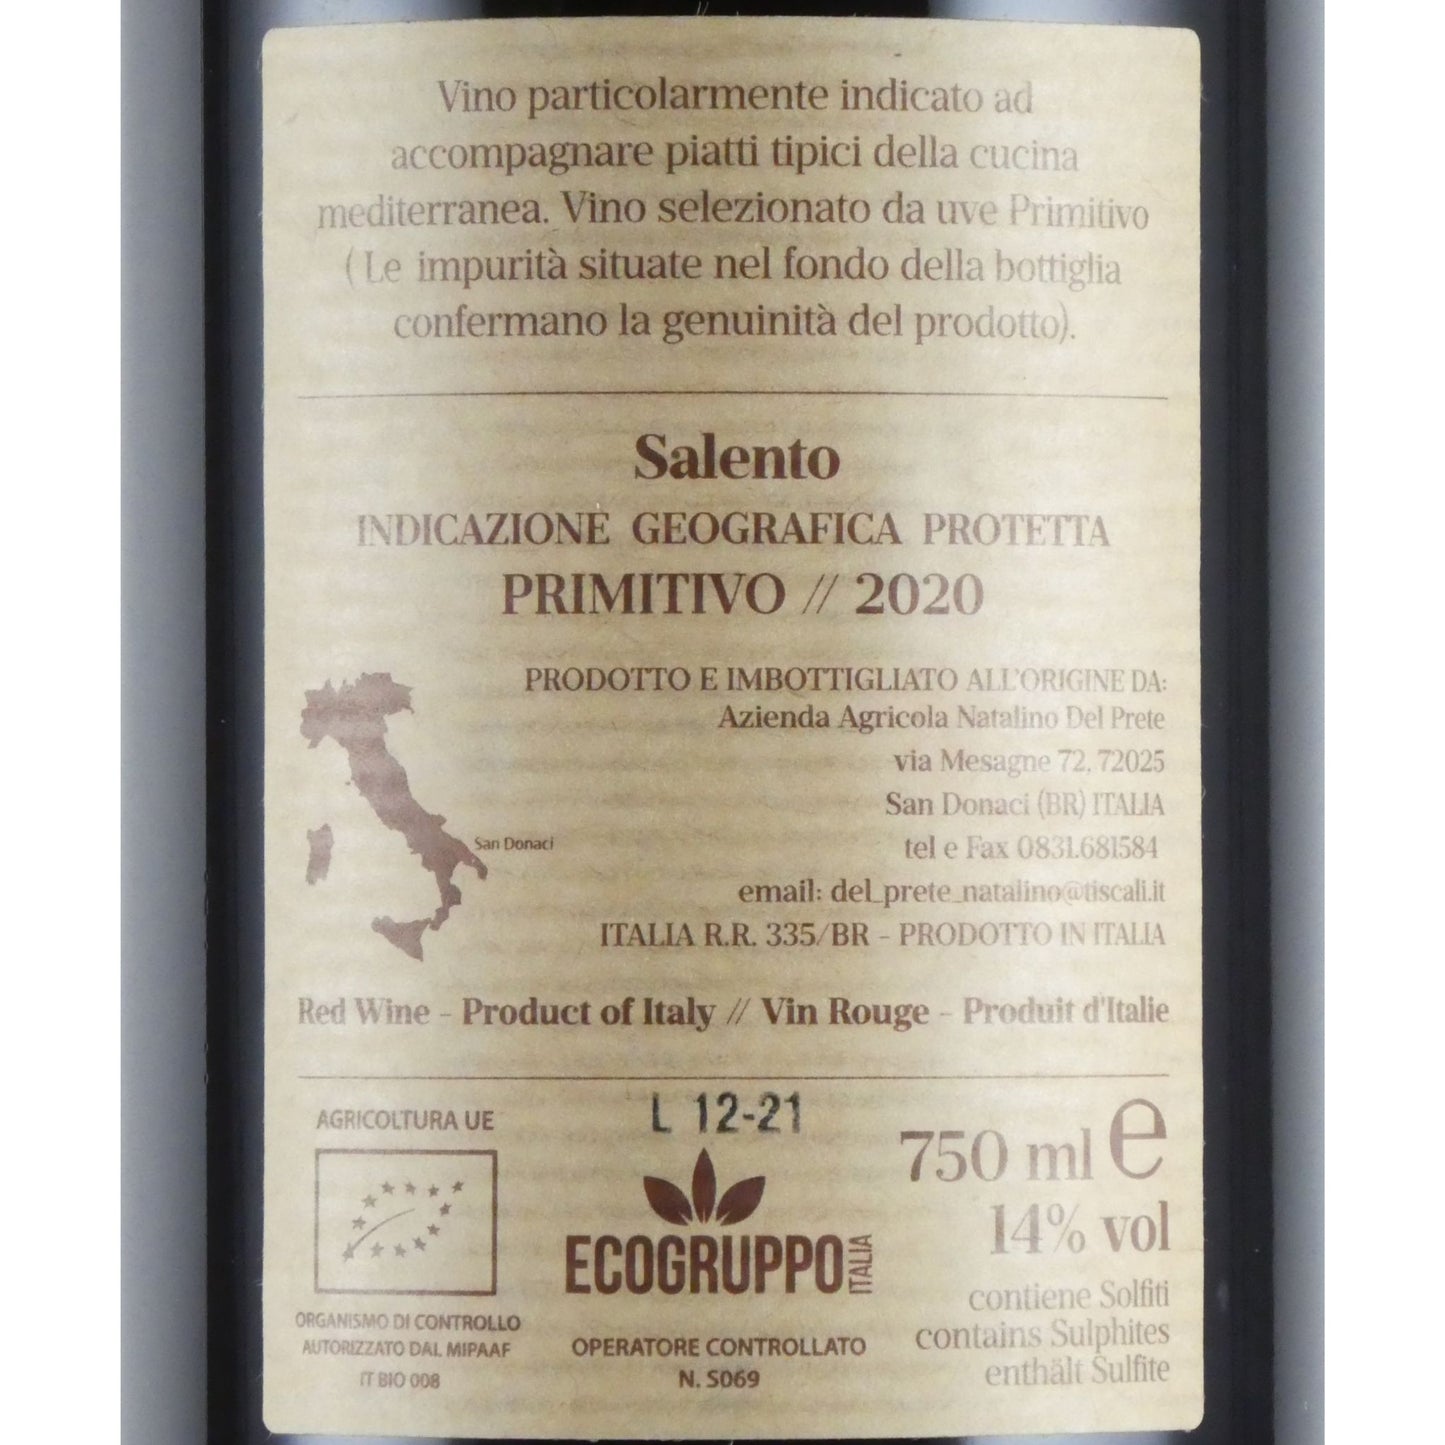 Vino particolarmente indicato ad
accompagnare piatti tipici della cucina
mediterranea. Vino selezionato da uve Primitivo
( Le impurità situate nel fondo della bottiglia
confermano la genuinità del prodotto).
Salento
INDICAZIONE GEOGRAFICA PROTETTA
PRIMITIVO // 2020
PRODOTTO E IMBOTTIGLIATO ALL'ORIGINE DA:
Azienda Agricola Natalino Del Prete
via Mesagne 72, 72025
San Donaci (BR) ITALIA
tel e Fax 0831.681584
email: del_prete_natalino@tiscali.it
ITALIA R.R. 335/BR - PRODOTTO IN ITALIA
San Donaci
Red Wine - Product of Italy // Vin Rouge - Produit d'Italie
AGRICOLTURA UE
ORGANISMO DI CONTROLLO
AUTORIZZATO DAL MIPAAF
IT BIO 008
L 12-21
ECOGRUPPO
ITALIA
OPERATORE CONTROLLATO
N. S069
750 ml e
14% vol
contiene Solfiti
contains Sulphites
enthält Sulfite